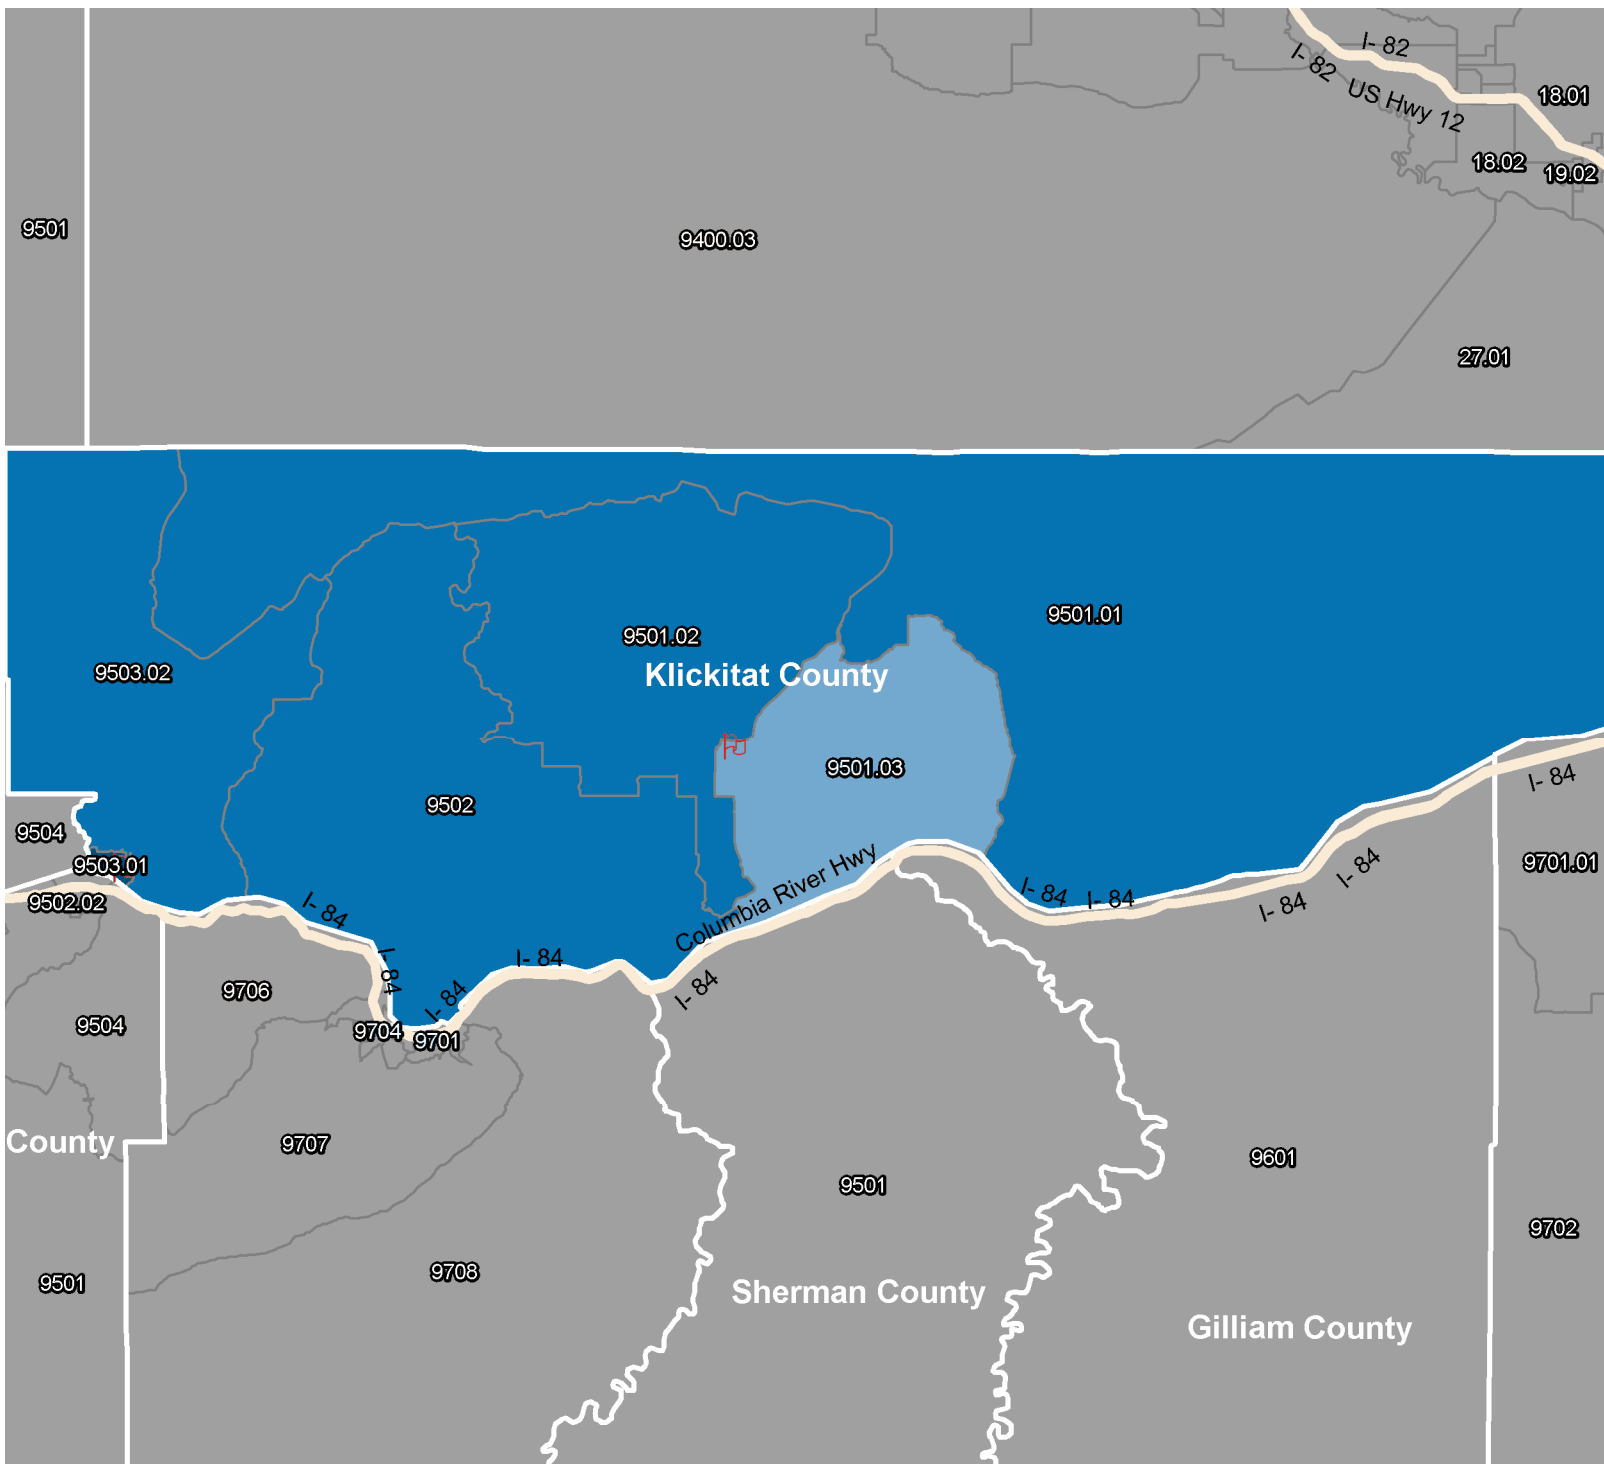 I- 82
I- 82
US Hwy 12
18.01
18.02
19.02
9501
9400.03
27.01
9501.01
9501.02
9503.02
Klickitat County
9501.03
I- 84
9502
9504
9503.01
9701.01
Columbia River Hwy
I- 84
I- 84
I- 84
I- 84
9502.02
I- 84
I- 84
I- 84
I- 84
I- 84
9706
9504
9704
9701
County
9707
9601
9501
9702
9708
9501
Sherman County
Gilliam County